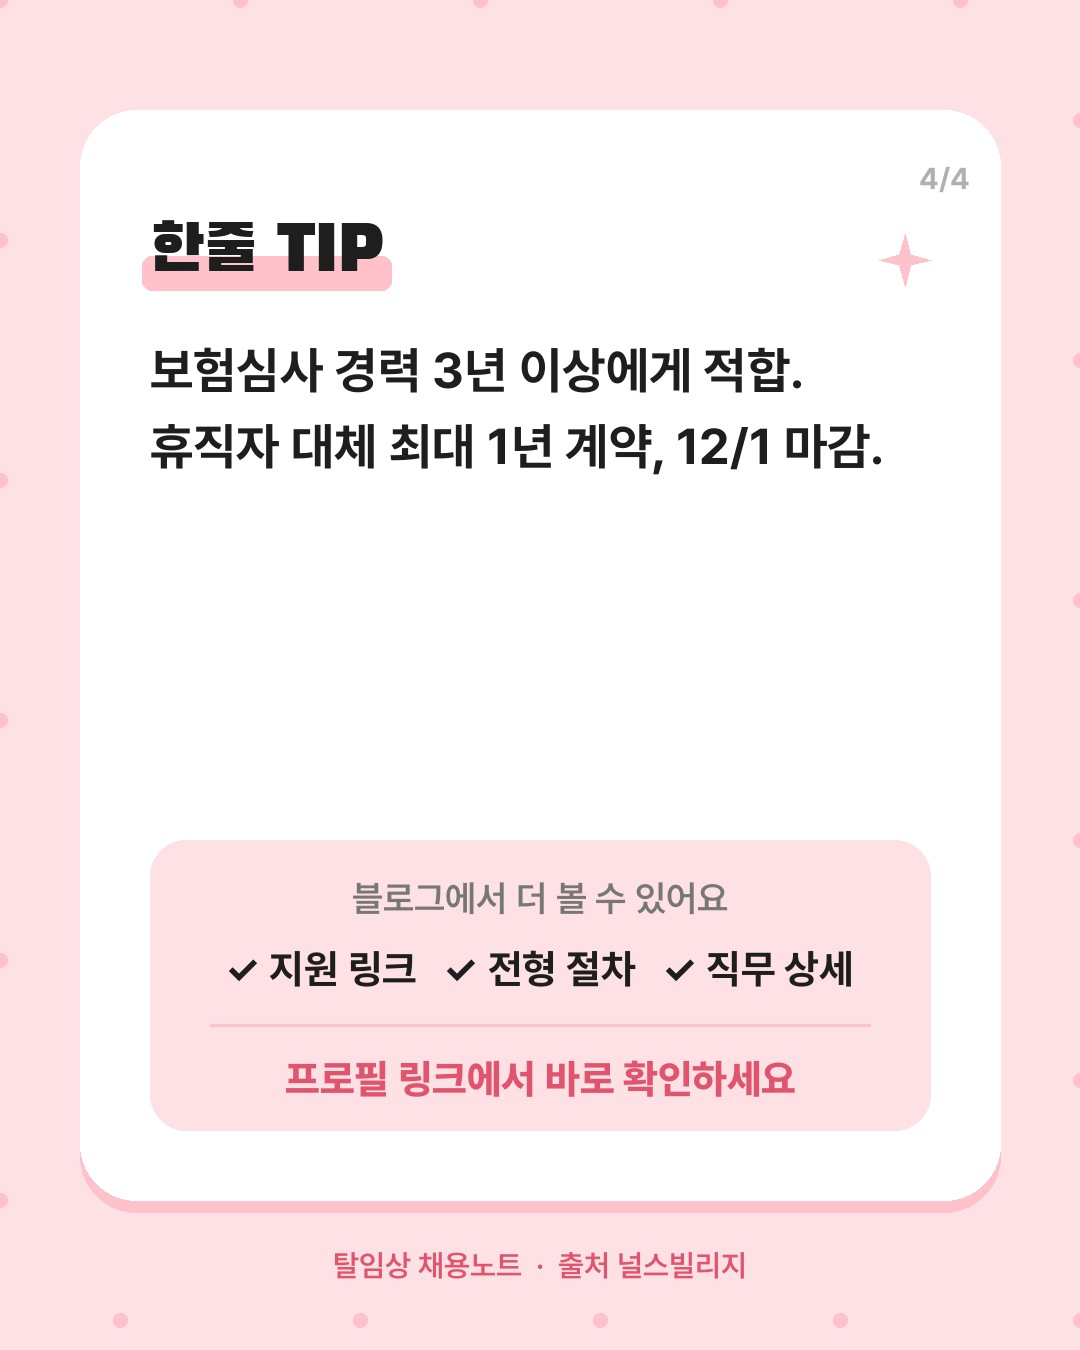 4/4
한줄 TIP
보험심사 경력 3년 이상에게 적합.
휴직자 대체 최대 1년 계약, 12/1 마감.
블로그에서 더 볼 수 있어요
✓ 지원 링크 ✓ 전형 절차 ✓ 직무 상세
프로필 링크에서 바로 확인하세요
탈임상 채용노트 · 출처 널스빌리지